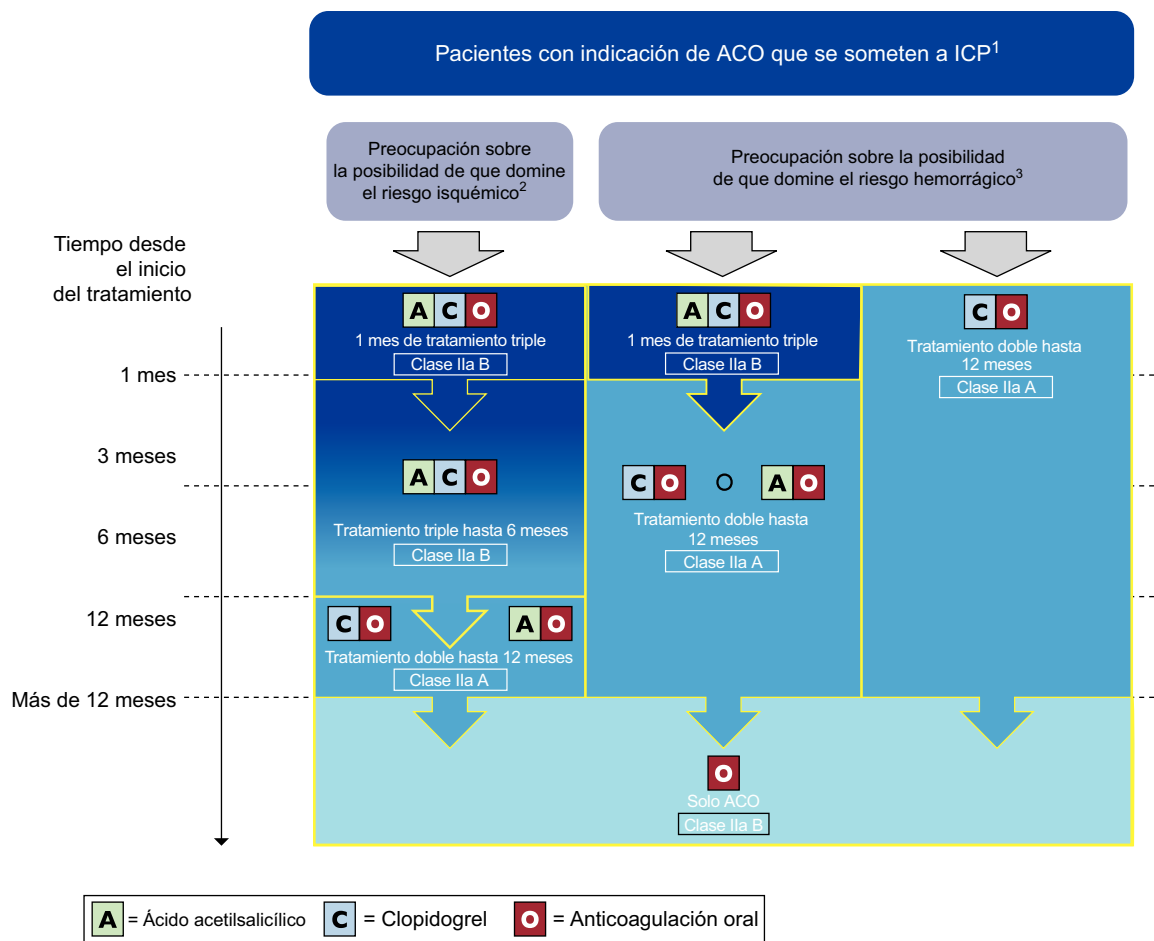 Pacientes con indicación de ACO que se someten a ICP1
Preocupación sobre
la posibilidad de que domine
el riesgo isquémico2
Preocupación sobre la posibilidad
de que domine el riesgo hemorrágico3
Tiempo desde
el inicio
del tratamiento
A C O
1 mes de tratamiento triple
Clase IIa B
A C O
1 mes de tratamiento triple
Clase IIa B
C O
Tratamiento doble hasta
12 meses
Clase IIa A
1 mes
3 meses
A C O
Tratamiento triple hasta 6 meses
Clase IIa B
C O O A O
Tratamiento doble hasta
12 meses
Clase IIa A
6 meses
12 meses
C O A O
Tratamiento doble hasta 12 meses
Clase IIa A
Más de 12 meses
O
Solo ACO
Clase IIa B
A = Ácido acetilsalicílico C = Clopidogrel O = Anticoagulación oral